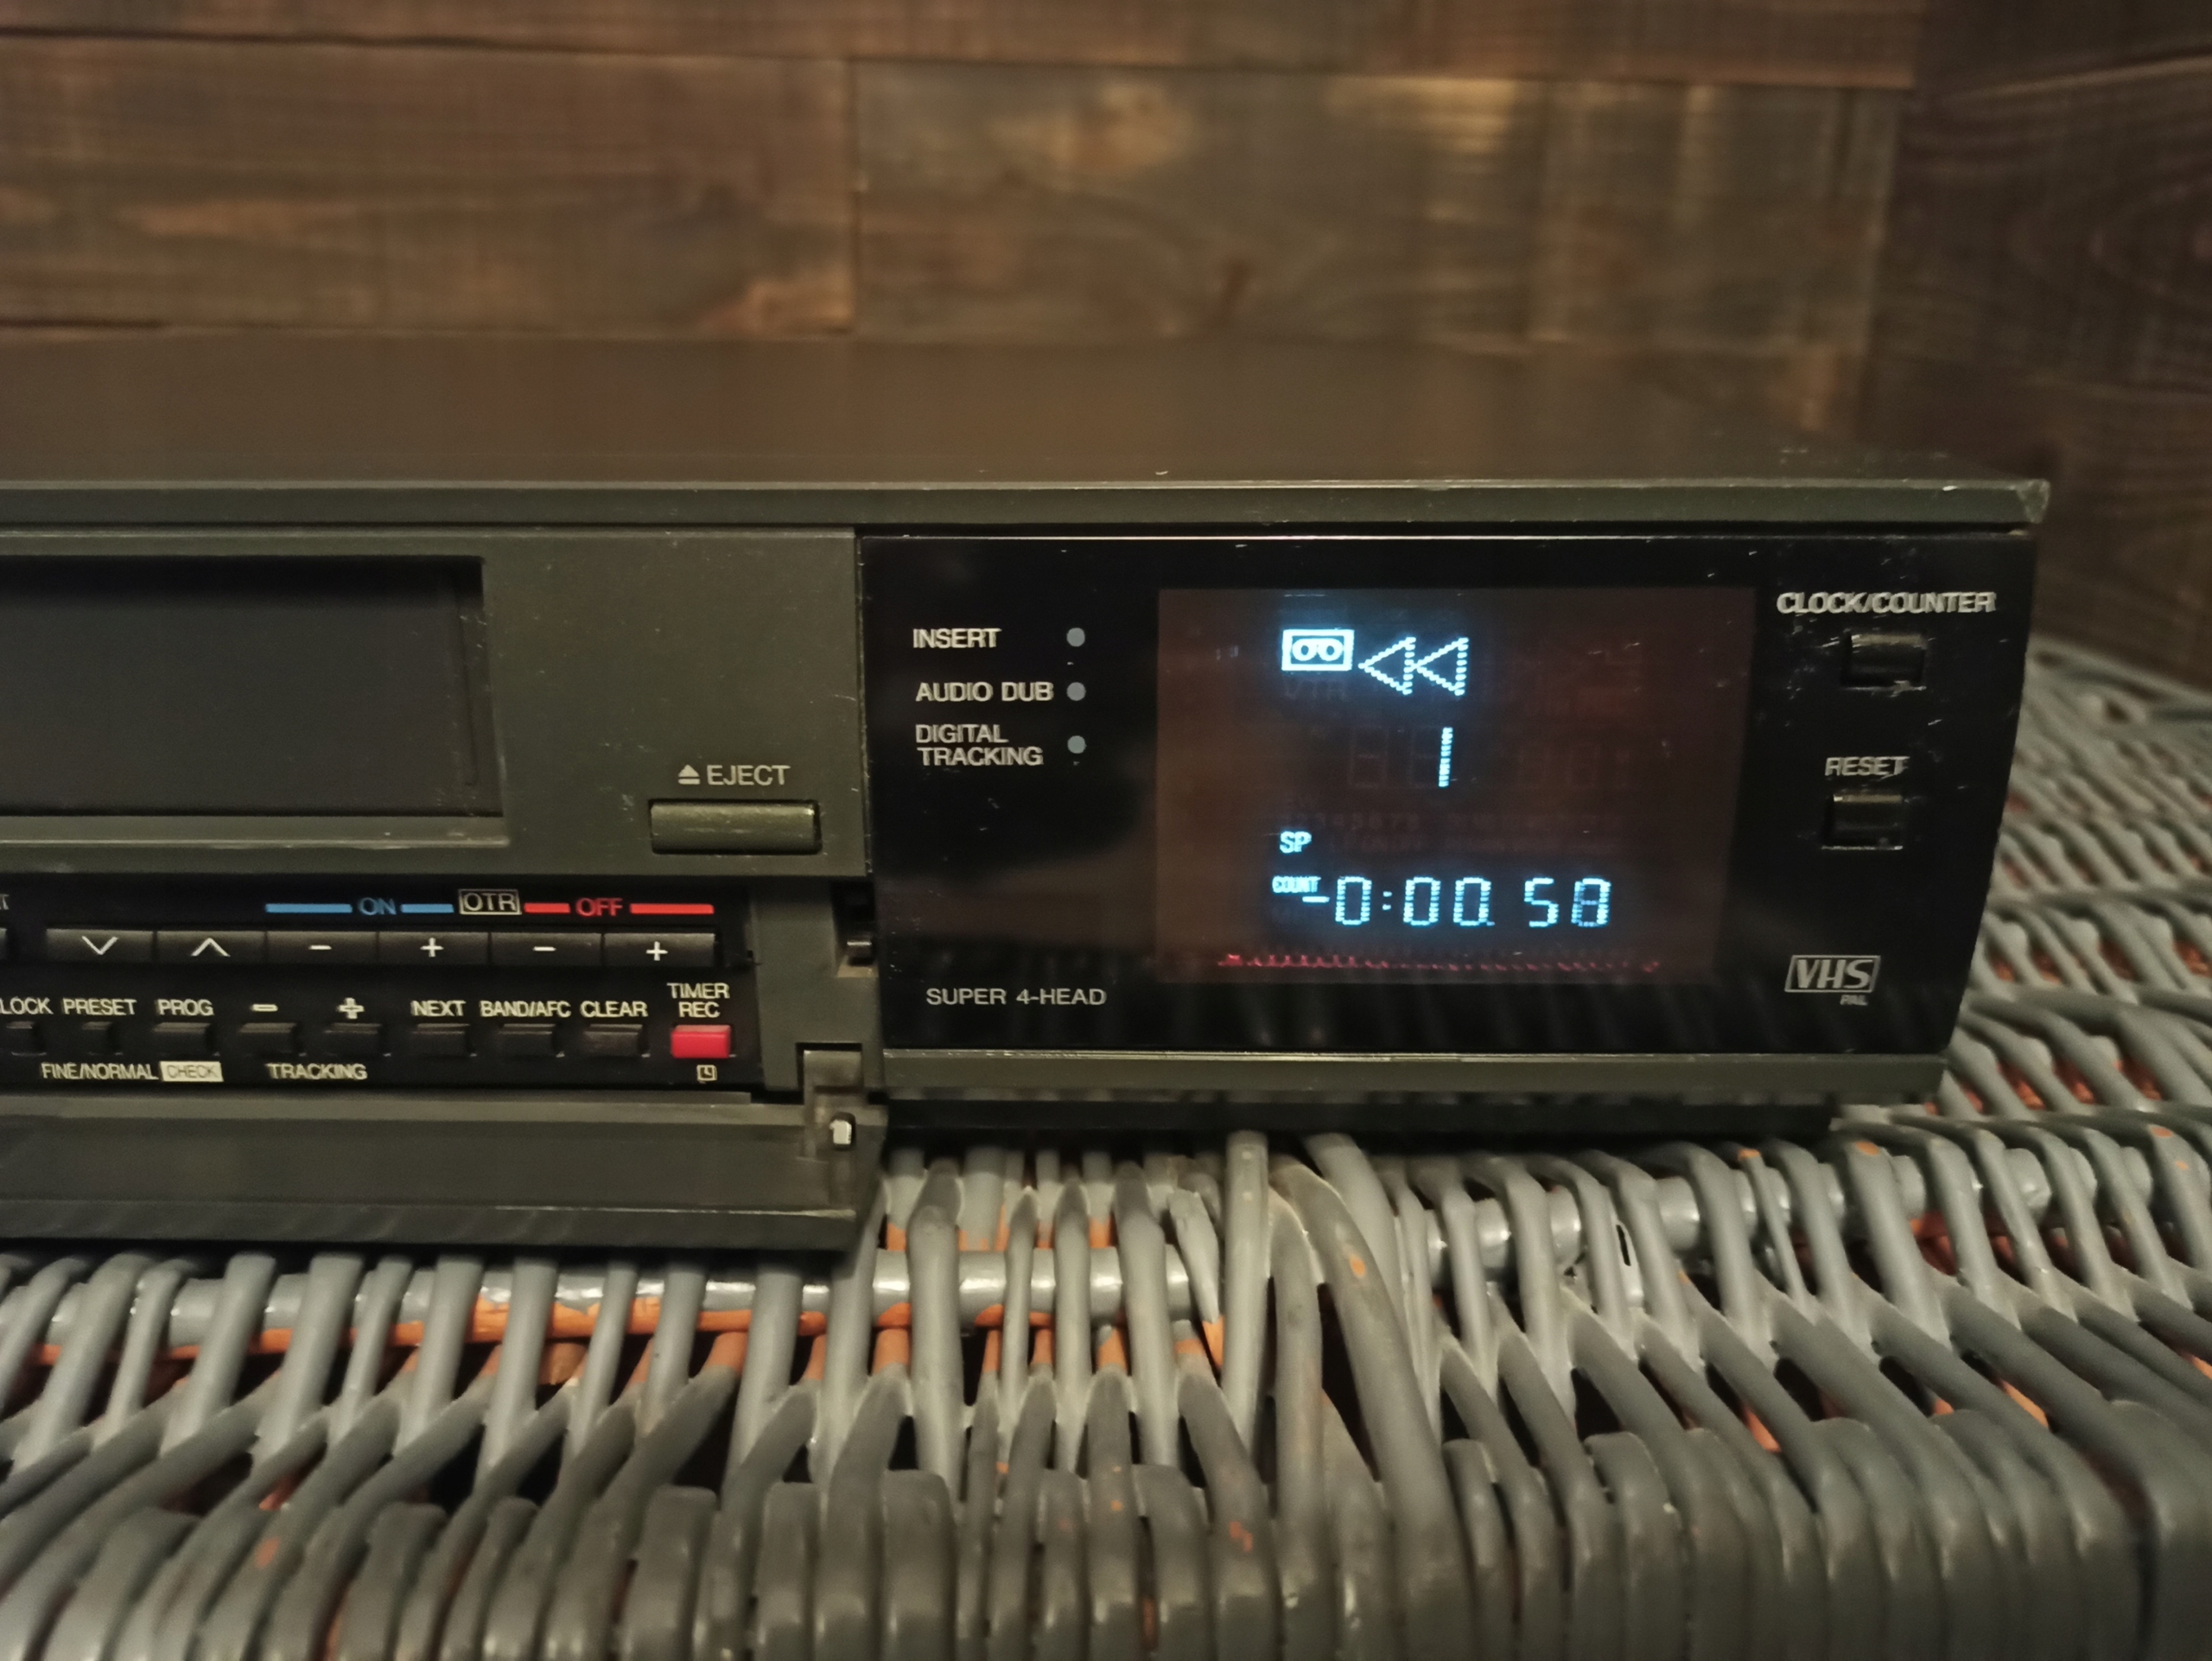 CLOCK/COUNTER
INSERT
AUDIO DUB
DIGITAL
TRACKING
1
RESET
EJECT
SP
COUNT
-0:00 58
ON OTR OFF
VHS
PAL
SUPER 4-HEAD
PRESET PROG - + NEXT BAND/AFC CLEAR TIMER REC
FINE/NORMAL CHECK TRACKING